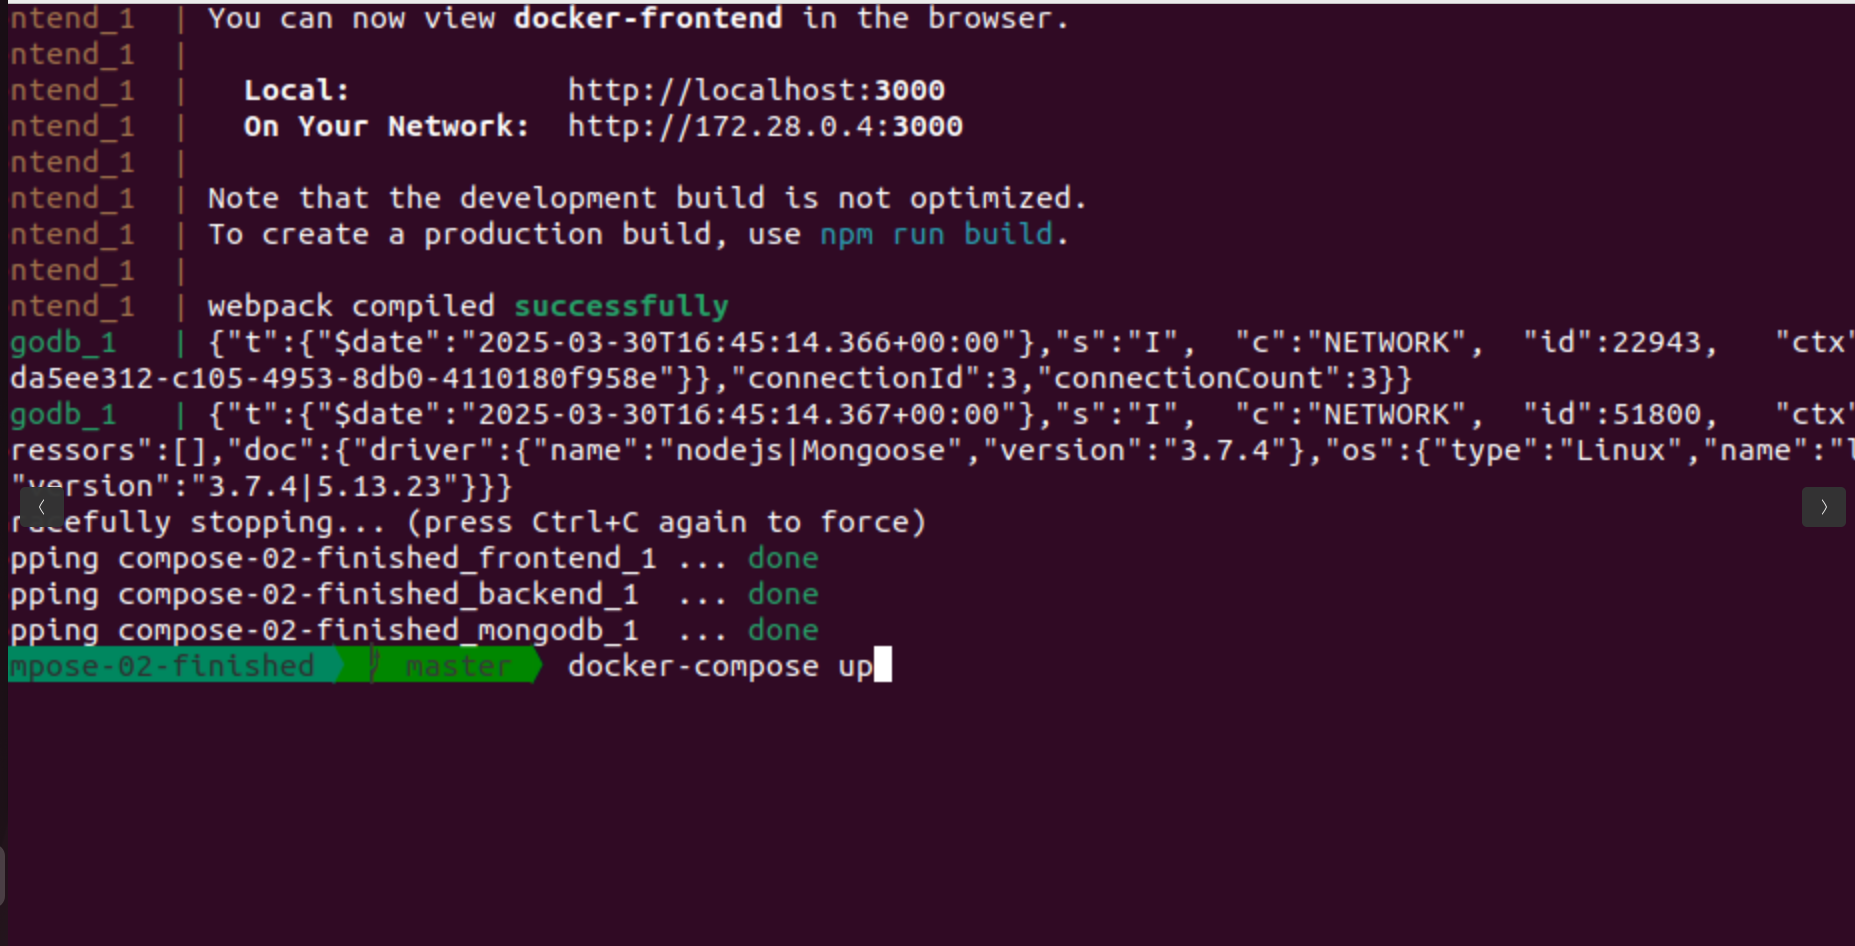 ntend_1 | You can now view docker-frontend in the browser.
ntend_1 |
ntend_1 | Local: http://localhost:3000
ntend_1 | On Your Network: http://172.28.0.4:3000
ntend_1 |
ntend_1 | Note that the development build is not optimized.
ntend_1 | To create a production build, use npm run build.
ntend_1 |
ntend_1 | webpack compiled successfully
godb_1 | {"t":{"$date":"2025-03-30T16:45:14.366+00:00"},"s":"I", "c":"NETWORK", "id":22943, "ctx"
da5ee312-c105-4953-8db0-4110180f958e"}},"connectionId":3,"connectionCount":3}}
godb_1 | {"t":{"$date":"2025-03-30T16:45:14.367+00:00"},"s":"I", "c":"NETWORK", "id":51800, "ctx"
ressors":[],"doc":{"driver":{"name":"nodejs|Mongoose","version":"3.7.4"},"os":{"type":"Linux","name":"l
"version":"3.7.4|5.13.23"}}}
racefully stopping... (press Ctrl+C again to force)
pping compose-02-finished_frontend_1 ... done
pping compose-02-finished_backend_1 ... done
pping compose-02-finished_mongodb_1 ... done
mpose-02-finished master docker-compose up